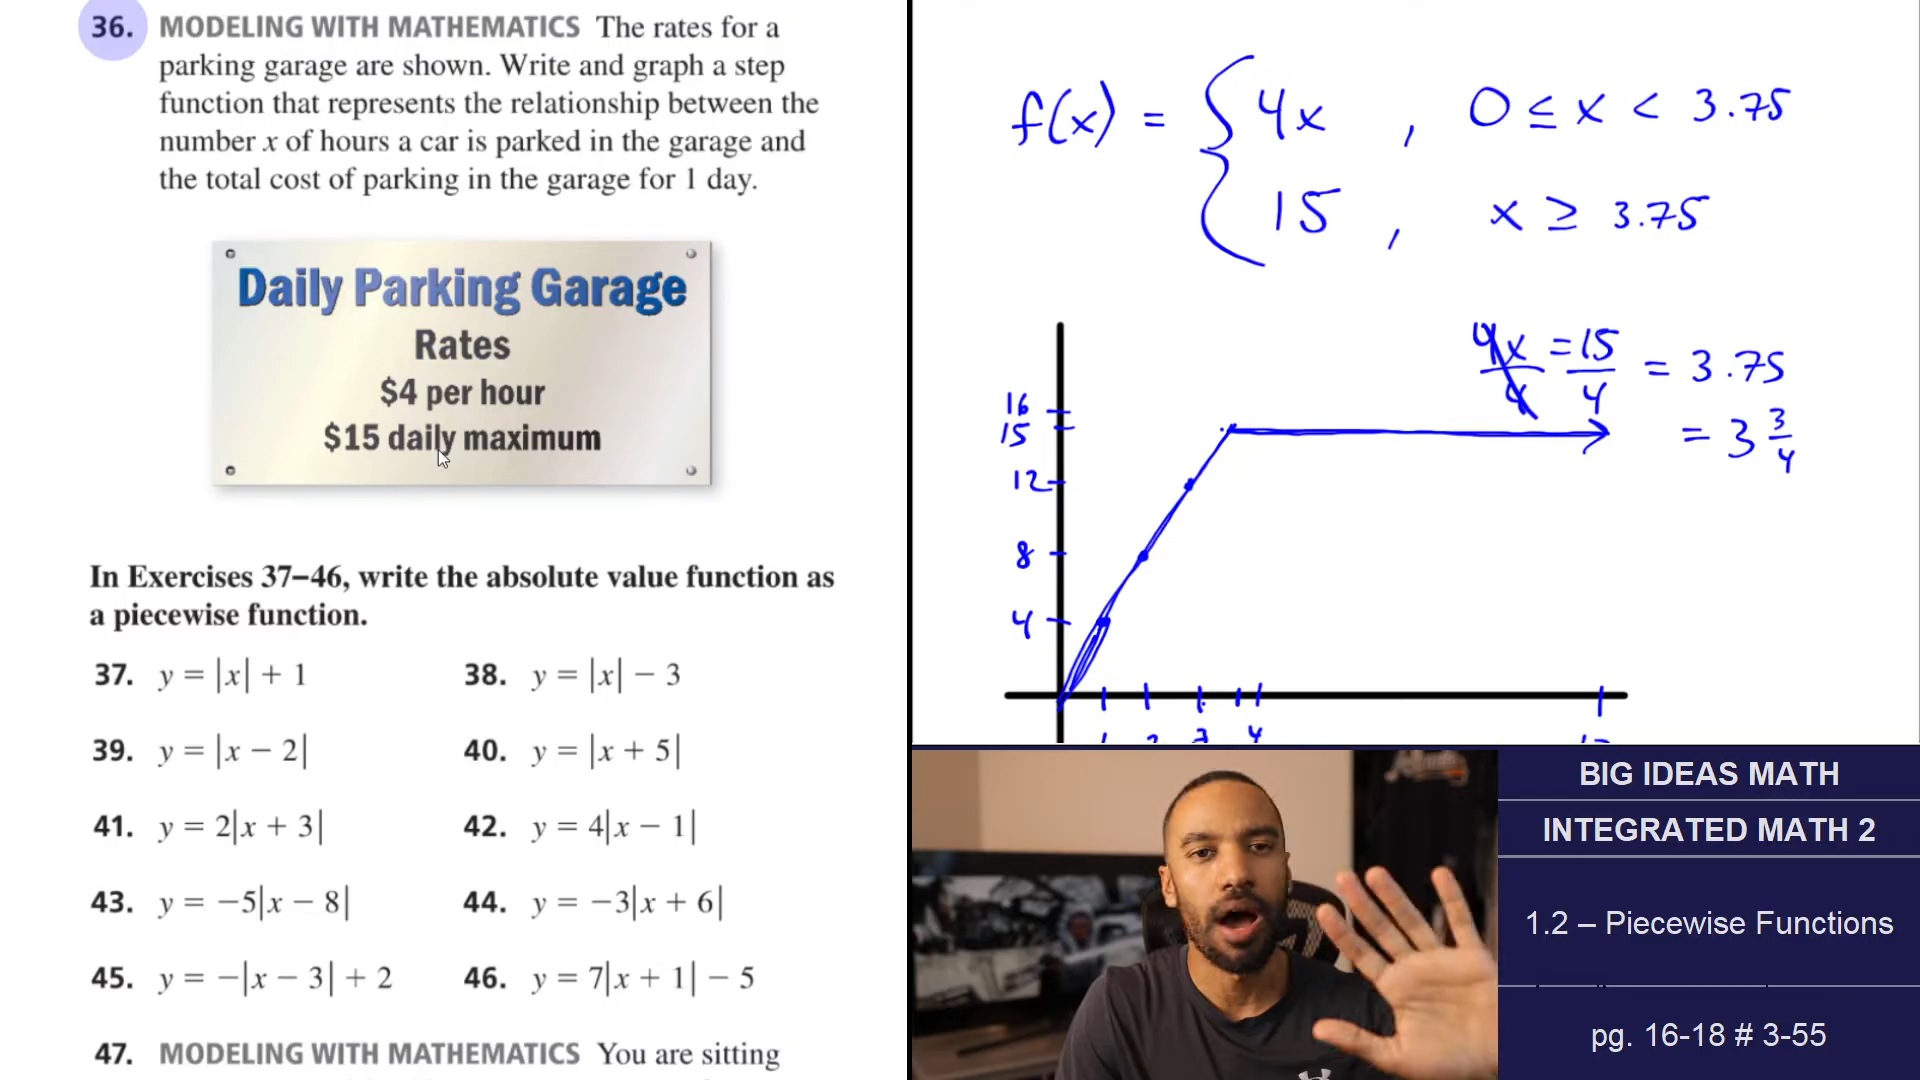 36. MODELING WITH MATHEMATICS The rates for a
parking garage are shown. Write and graph a step
function that represents the relationship between the
number x of hours a car is parked in the garage and
the total cost of parking in the garage for 1 day.
Daily Parking Garage
Rates
$4 per hour
$15 daily maximum
In Exercises 37–46, write the absolute value function as
a piecewise function.
37. y = |x| + 1
38. y = |x| − 3
39. y = |x − 2|
40. y = |x + 5|
41. y = 2|x + 3|
42. y = 4|x − 1|
43. y = −5|x − 8|
44. y = −3|x + 6|
45. y = −|x − 3| + 2
46. y = 7|x + 1| − 5
47. MODELING WITH MATHEMATICS You are sitting
f(x) = { 4x , 0 ≤ x < 3.75
15 , x ≥ 3.75
4x/4 = 15/4 = 3.75
= 3 3/4
16
15
12
8
4
1 2 3 4
BIG IDEAS MATH
INTEGRATED MATH 2
1.2 – Piecewise Functions
pg. 16-18 # 3-55